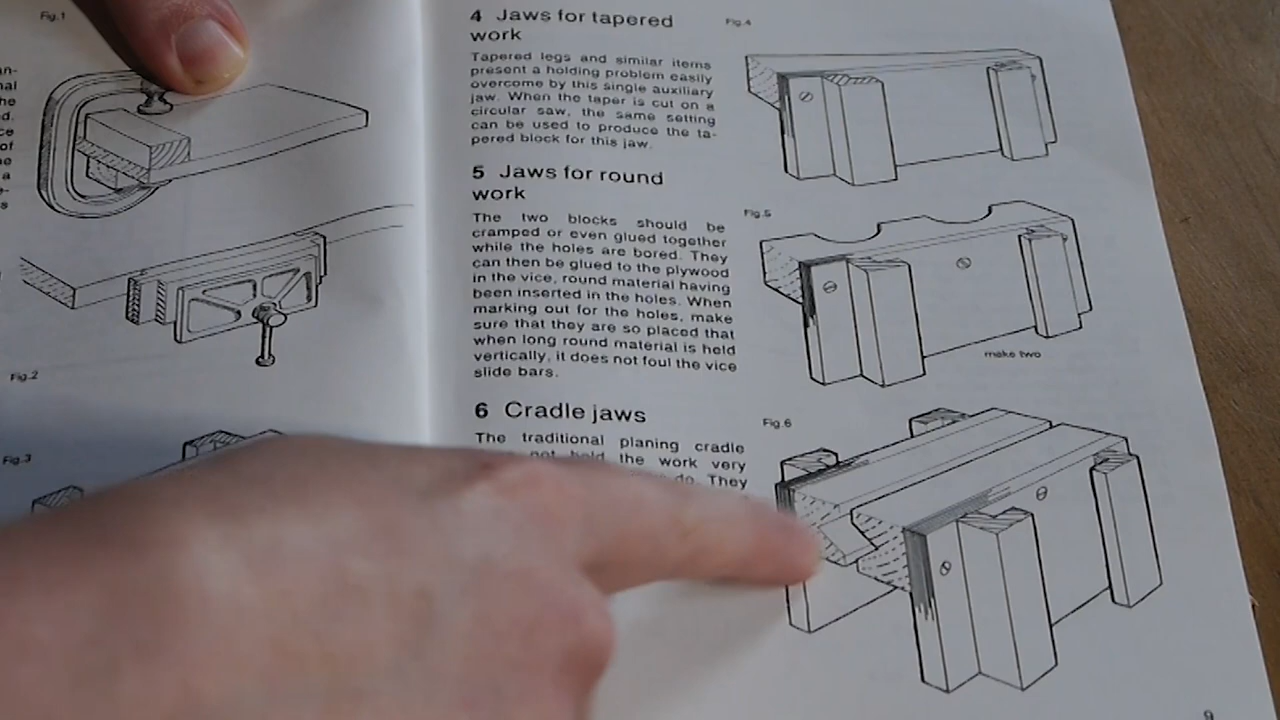 Fig.1
Fig.2
Fig.3
4 Jaws for tapered
work
Tapered legs and similar items
present a holding problem easily
overcome by this single auxiliary
jaw. When the taper is cut on a
circular saw, the same setting
can be used to produce the ta-
pered block for this jaw.
5 Jaws for round
work
The two blocks should be
cramped or even glued together
while the holes are bored. They
can then be glued to the plywood
in the vice, round material having
been inserted in the holes. When
marking out for the holes, make
sure that they are so placed that
when long round material is held
vertically, it does not foul the vice
slide bars.
6 Cradle jaws
The traditional planing cradle
not hold the work very
do. They
Fig.4
Fig.5
make two
Fig.6
9